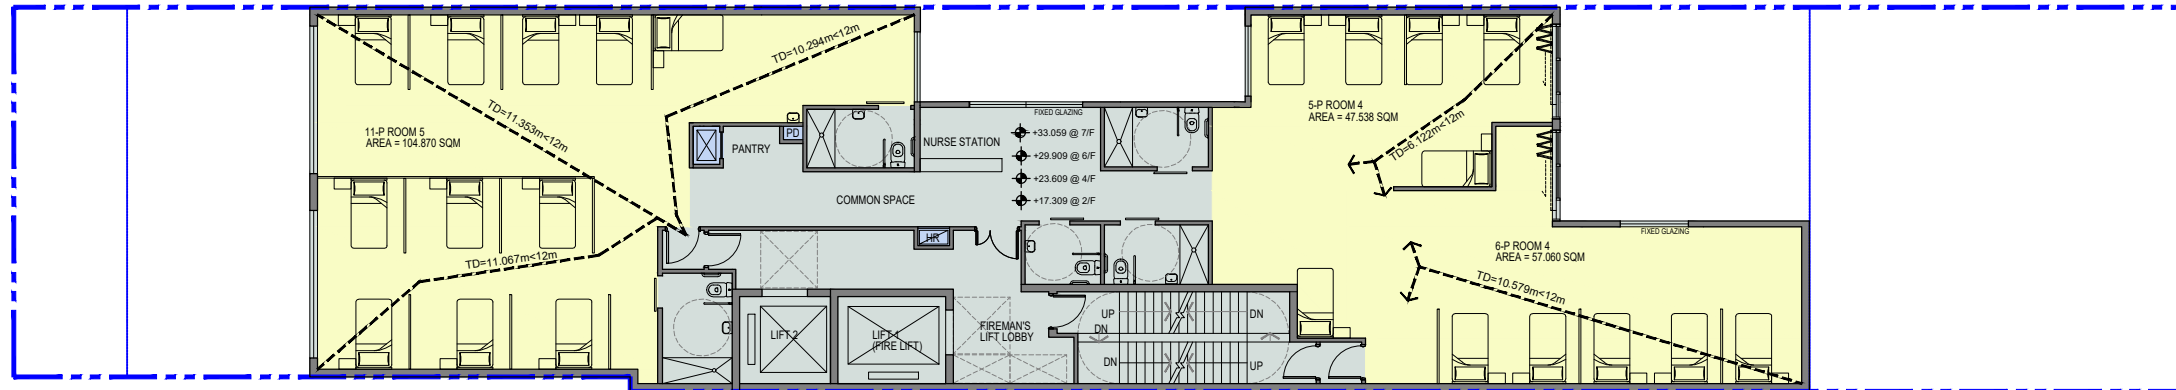 TD=10.294m<12m
TD=11.353m<12m
11-P ROOM 5
AREA = 104.870 SQM
TD=11.067m<12m
PD
PANTRY
NURSE STATION
FIXED GLAZING
+33.059 @ 7/F
+29.909 @ 6/F
+23.609 @ 4/F
+17.309 @ 2/F
COMMON SPACE
HR
LIFT 2
LIFT 1
(FIRE LIFT)
FIREMAN'S
LIFT LOBBY
UP
DN
DN
DN
UP
5-P ROOM 4
AREA = 47.538 SQM
TD=6.122m<12m
FIXED GLAZING
6-P ROOM 4
AREA = 57.060 SQM
TD=10.579m<12m